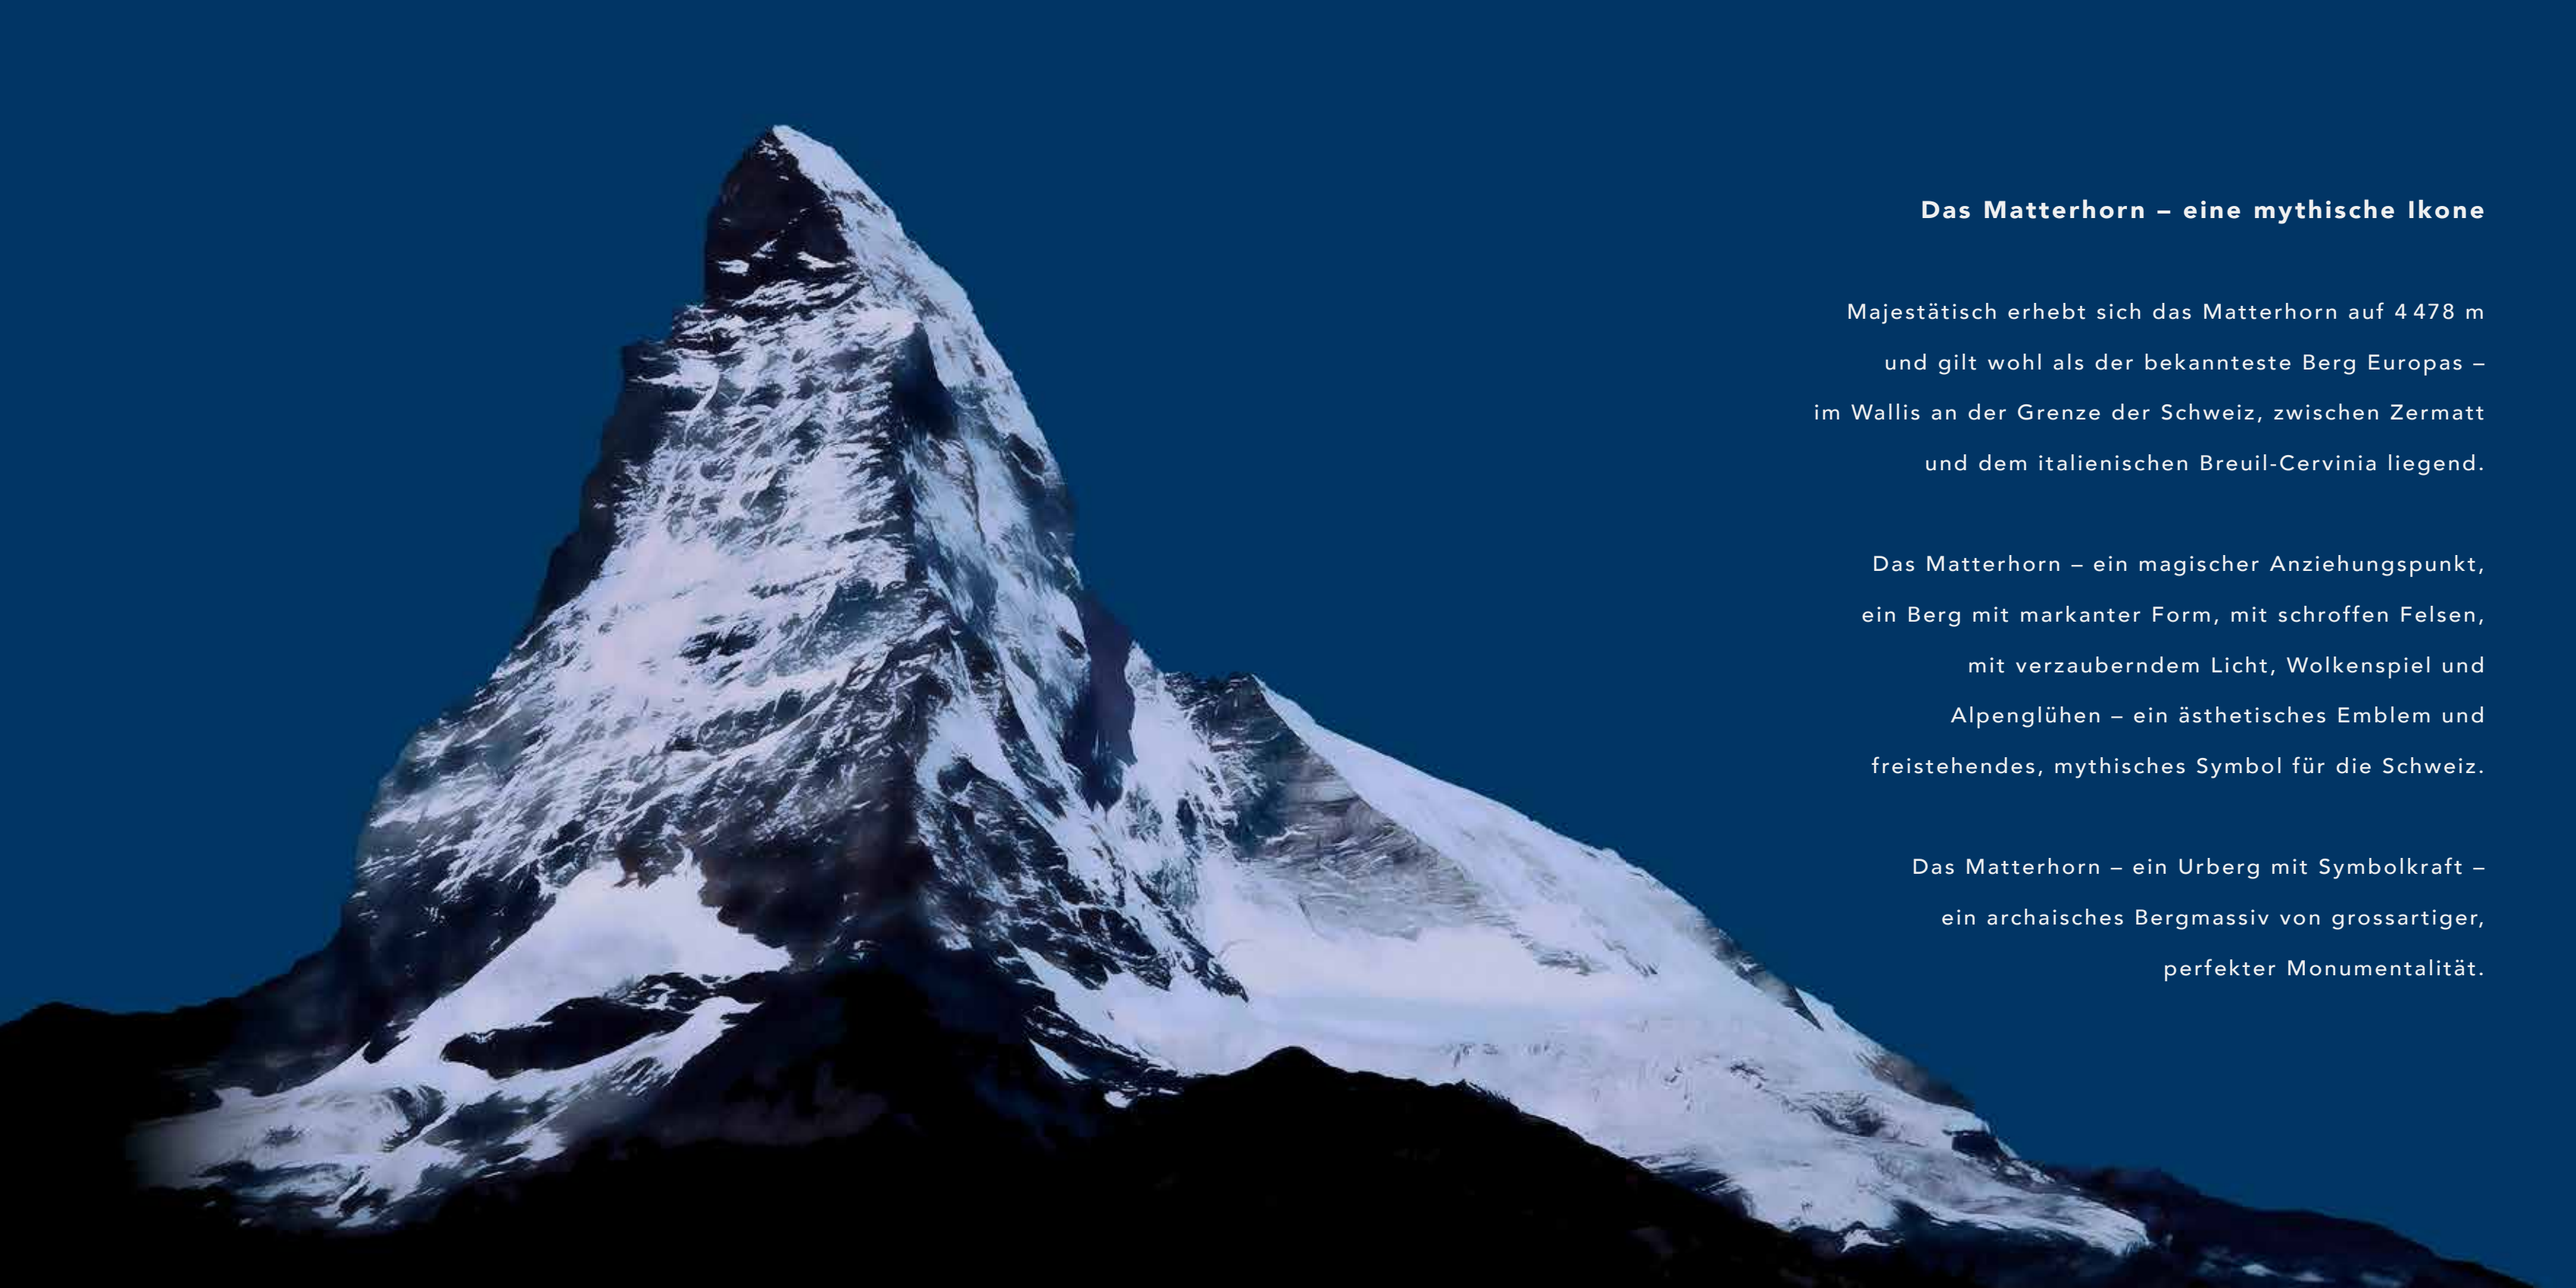 Das Matterhorn – eine mythische Ikone
Majestätisch erhebt sich das Matterhorn auf 4 478 m
und gilt wohl als der bekannteste Berg Europas –
im Wallis an der Grenze der Schweiz, zwischen Zermatt
und dem italienischen Breuil-Cervinia liegend.
Das Matterhorn – ein magischer Anziehungspunkt,
ein Berg mit markanter Form, mit schroffen Felsen,
mit verzauberndem Licht, Wolkenspiel und
Alpenglühen – ein ästhetisches Emblem und
freistehendes, mythisches Symbol für die Schweiz.
Das Matterhorn – ein Urberg mit Symbolkraft –
ein archaisches Bergmassiv von grossartiger,
perfekter Monumentalität.